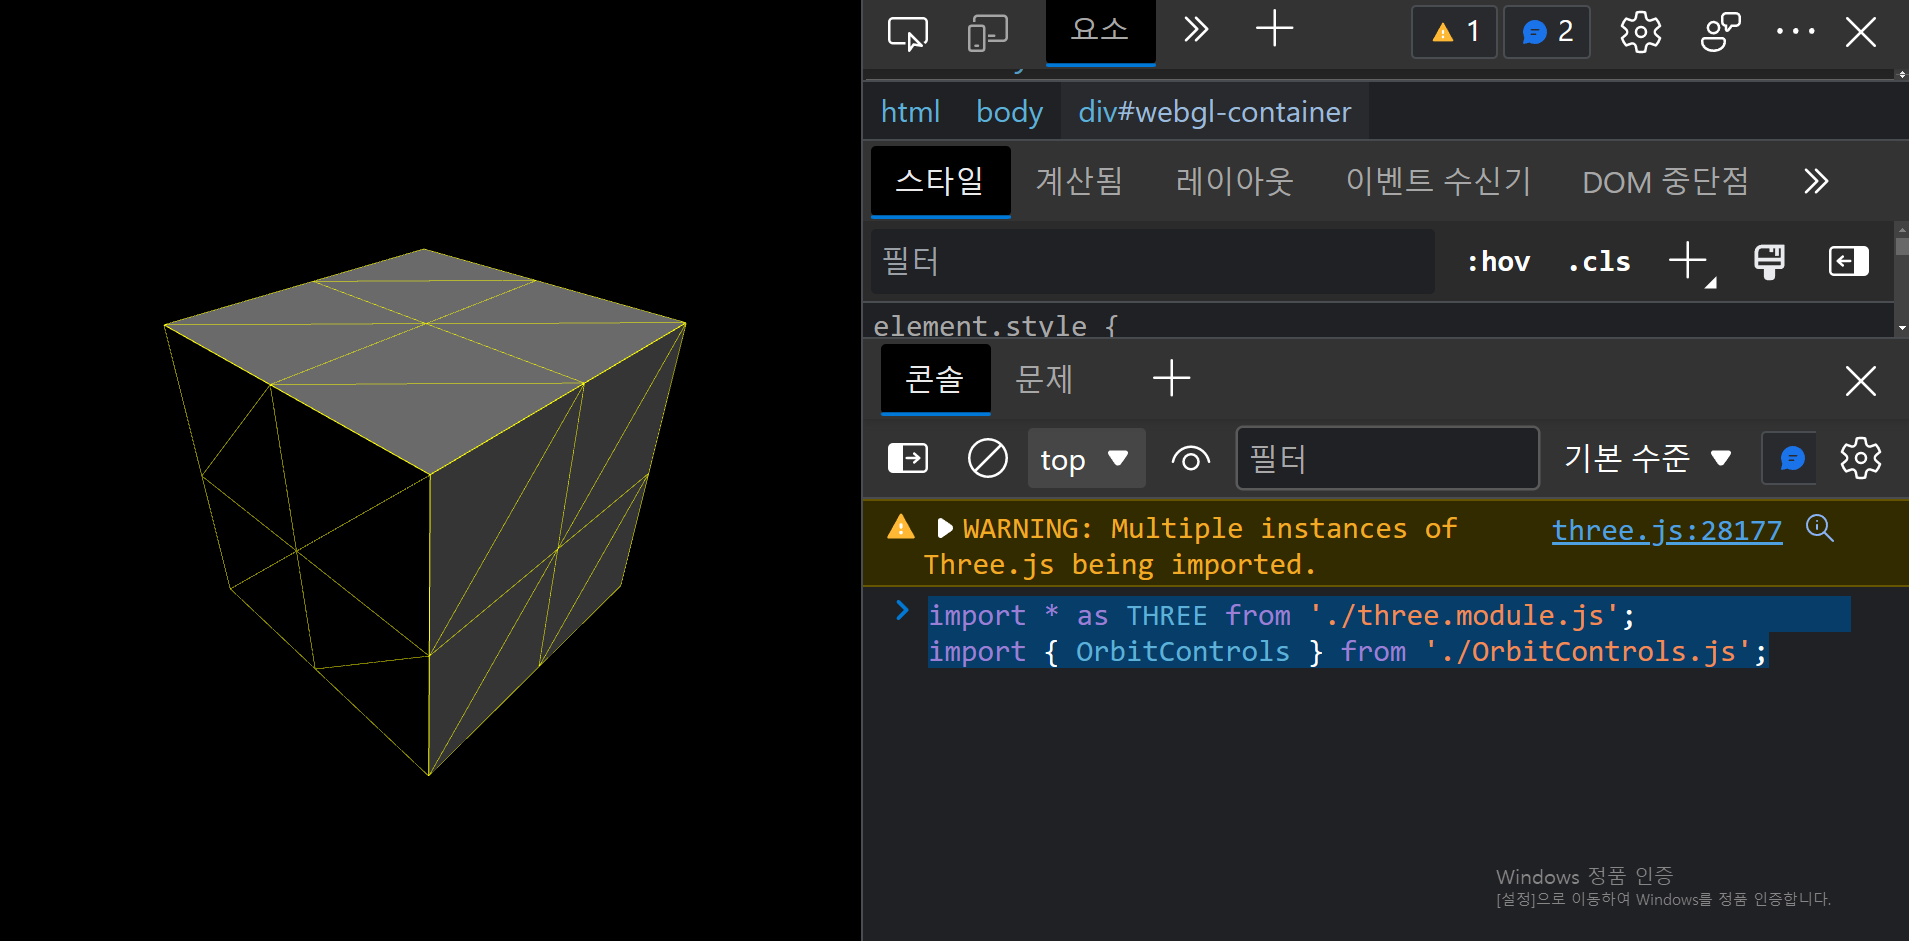 요소
1
2
html body div#webgl-container
스타일 계산됨 레이아웃 이벤트 수신기 DOM 중단점
필터 :hov .cls
element.style {
콘솔 문제
top 필터 기본 수준
WARNING: Multiple instances of three.js:28177
Three.js being imported.
import * as THREE from './three.module.js';
import { OrbitControls } from './OrbitControls.js';
Windows 정품 인증
[설정]으로 이동하여 Windows를 정품 인증합니다.